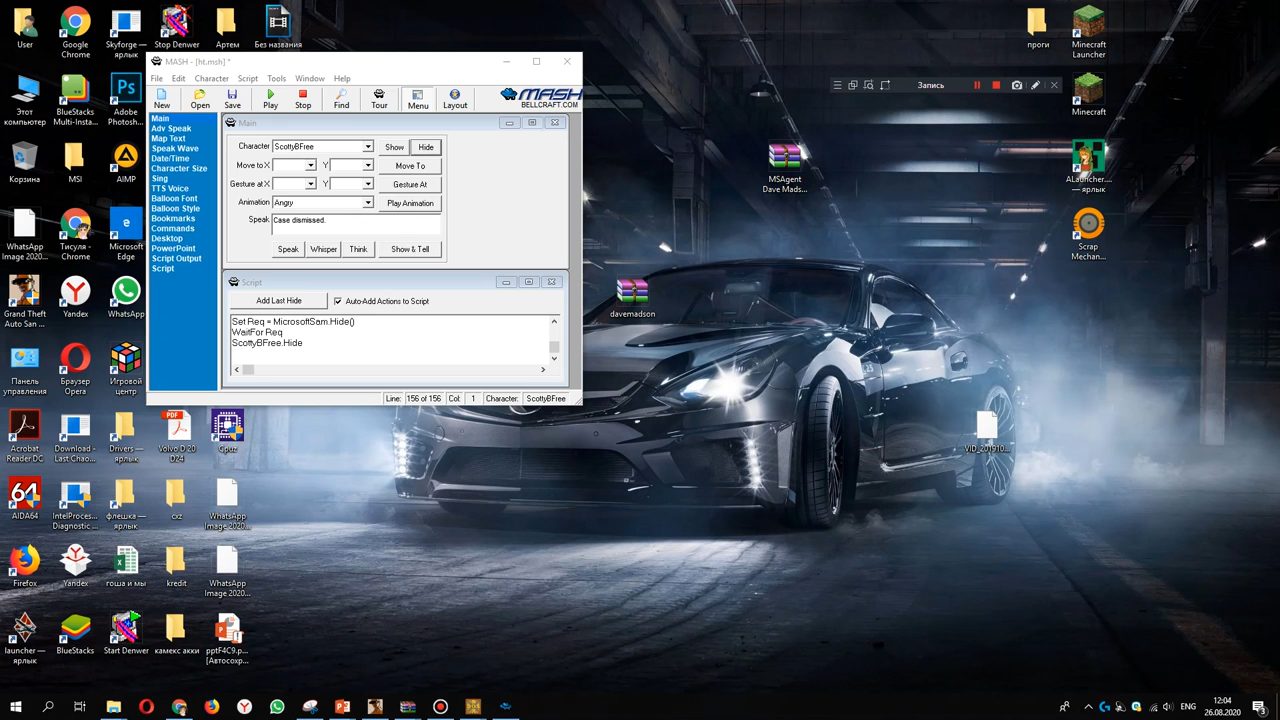 User
Google Chrome
Skyforge — ярлык
Stop Denwer
Артем
Без названия
проги
Minecraft Launcher
MASH - [ht.msh] *
File Edit Character Script Tools Window Help
New Open Save Play Stop Find Tour Menu Layout
MASH
BELLCRAFT.COM
Запись
Этот компьютер
BlueStacks Multi-Insta...
Adobe Photosh...
Minecraft
Main
Adv Speak
Map Text
Speak Wave
Date/Time
Character Size
Sing
TTS Voice
Balloon Font
Balloon Style
Bookmarks
Commands
Desktop
PowerPoint
Script Output
Script
Main
Character ScottyBFree Show Hide
Move to X Y Move To
Gesture at X Y Gesture At
Animation Angry Play Animation
Speak Case dismissed.
Speak Whisper Think Show & Tell
Script
Add Last Hide Auto-Add Actions to Script
Set Req = MicrosoftSam.Hide()
WaitFor Req
ScottyBFree.Hide
Line: 156 of 156 Col: 1 Character: ScottyBFree
Корзина
MSI
AIMP
MSAgent Dave Mads...
ALauncher... — ярлык
WhatsApp Image 2020...
Тисуля - Chrome
Microsoft Edge
Scrap Mechan...
Grand Theft Auto San ...
Yandex
WhatsApp
davemadson
Панель управления
Браузер Opera
Игровой центр
Acrobat Reader DC
Download - Last Chao...
Drivers — ярлык
PDF
Volvo D 20 D24
Cpuz
VID_201910...
64
AIDA64
IntelProces... Diagnostic ...
флешка — ярлык
cxz
WhatsApp Image 2020...
Firefox
Yandex
гоша и мы
kredit
WhatsApp Image 2020...
launcher — ярлык
BlueStacks
Start Denwer
камекс акки
pptF4C9.p... [Автосохр...
ENG
12:04
26.08.2020
3